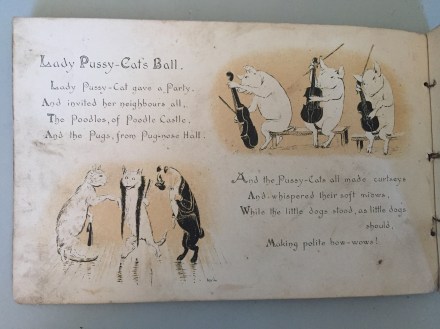 Lady Pussy-Cat's Ball.
Lady Pussy-Cat gave a Party,
And invited her neighbours all,
The Poodles, of Poodle Castle,
And the Pugs, from Pug-nese Hall.
And the Pussy-Cats all made curtseys
And whispered their soft miows,
While the little dogs stood, as little dogs
should,
Making polite bow-wows!